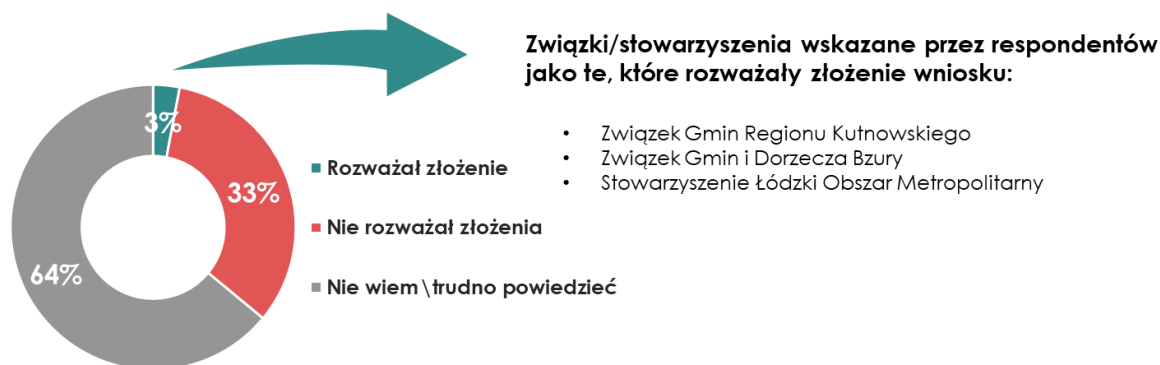 Związki/stowarzyszenia wskazane przez respondentów
jako te, które rozważały złożenie wniosku:
• Związek Gmin Regionu Kutnowskiego
• Związek Gmin i Dorzecza Bzury
• Stowarzyszenie Łódzki Obszar Metropolitarny
3%
33%
64%
Rozważał złożenie
Nie rozważał złożenia
Nie wiem\trudno powiedzieć